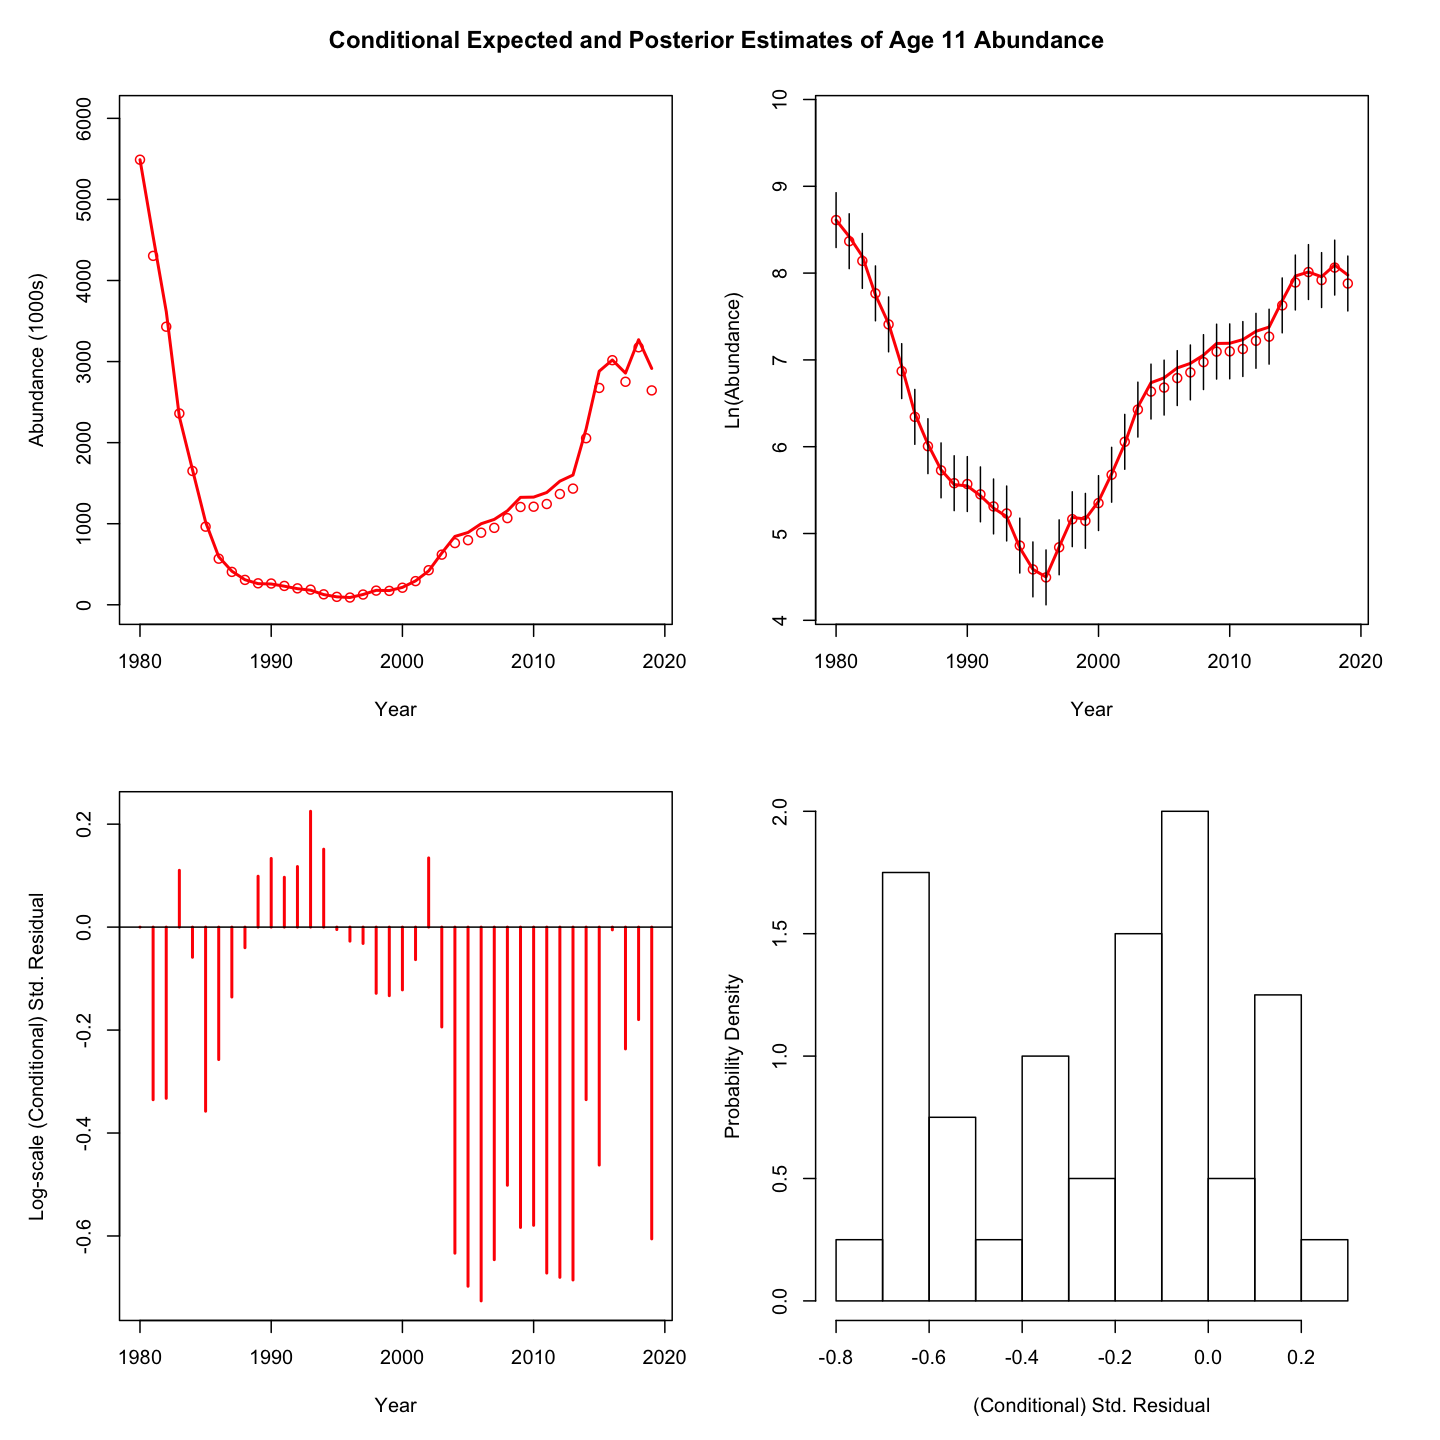 Conditional Expected and Posterior Estimates of Age 11 Abundance
Abundance (1000s)
6000
5000
4000
3000
2000
1000
0
1980 1990 2000 2010 2020
Year
Ln(Abundance)
10
9
8
7
6
5
4
1980 1990 2000 2010 2020
Year
Log-scale (Conditional) Std. Residual
0.2
0.0
-0.2
-0.4
-0.6
1980 1990 2000 2010 2020
Year
Probability Density
2.0
1.5
1.0
0.5
0.0
-0.8 -0.6 -0.4 -0.2 0.0 0.2
(Conditional) Std. Residual